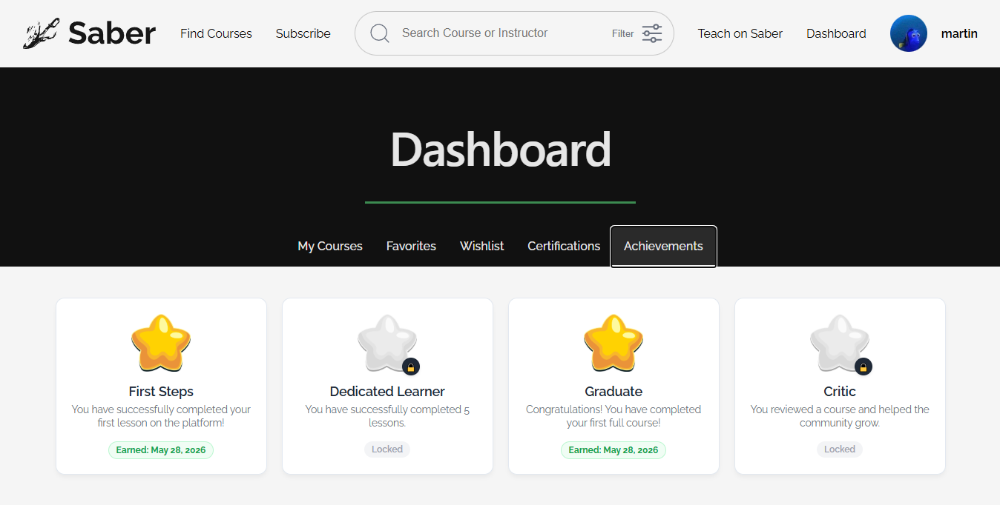 Saber
Find Courses
Subscribe
Search Course or Instructor
Filter
Teach on Saber
Dashboard
martin
Dashboard
My Courses
Favorites
Wishlist
Certifications
Achievements
First Steps
You have successfully completed your
first lesson on the platform!
Earned: May 28, 2026
Dedicated Learner
You have successfully completed 5
lessons.
Locked
Graduate
Congratulations! You have completed
your first full course!
Earned: May 28, 2026
Critic
You reviewed a course and helped the
community grow.
Locked